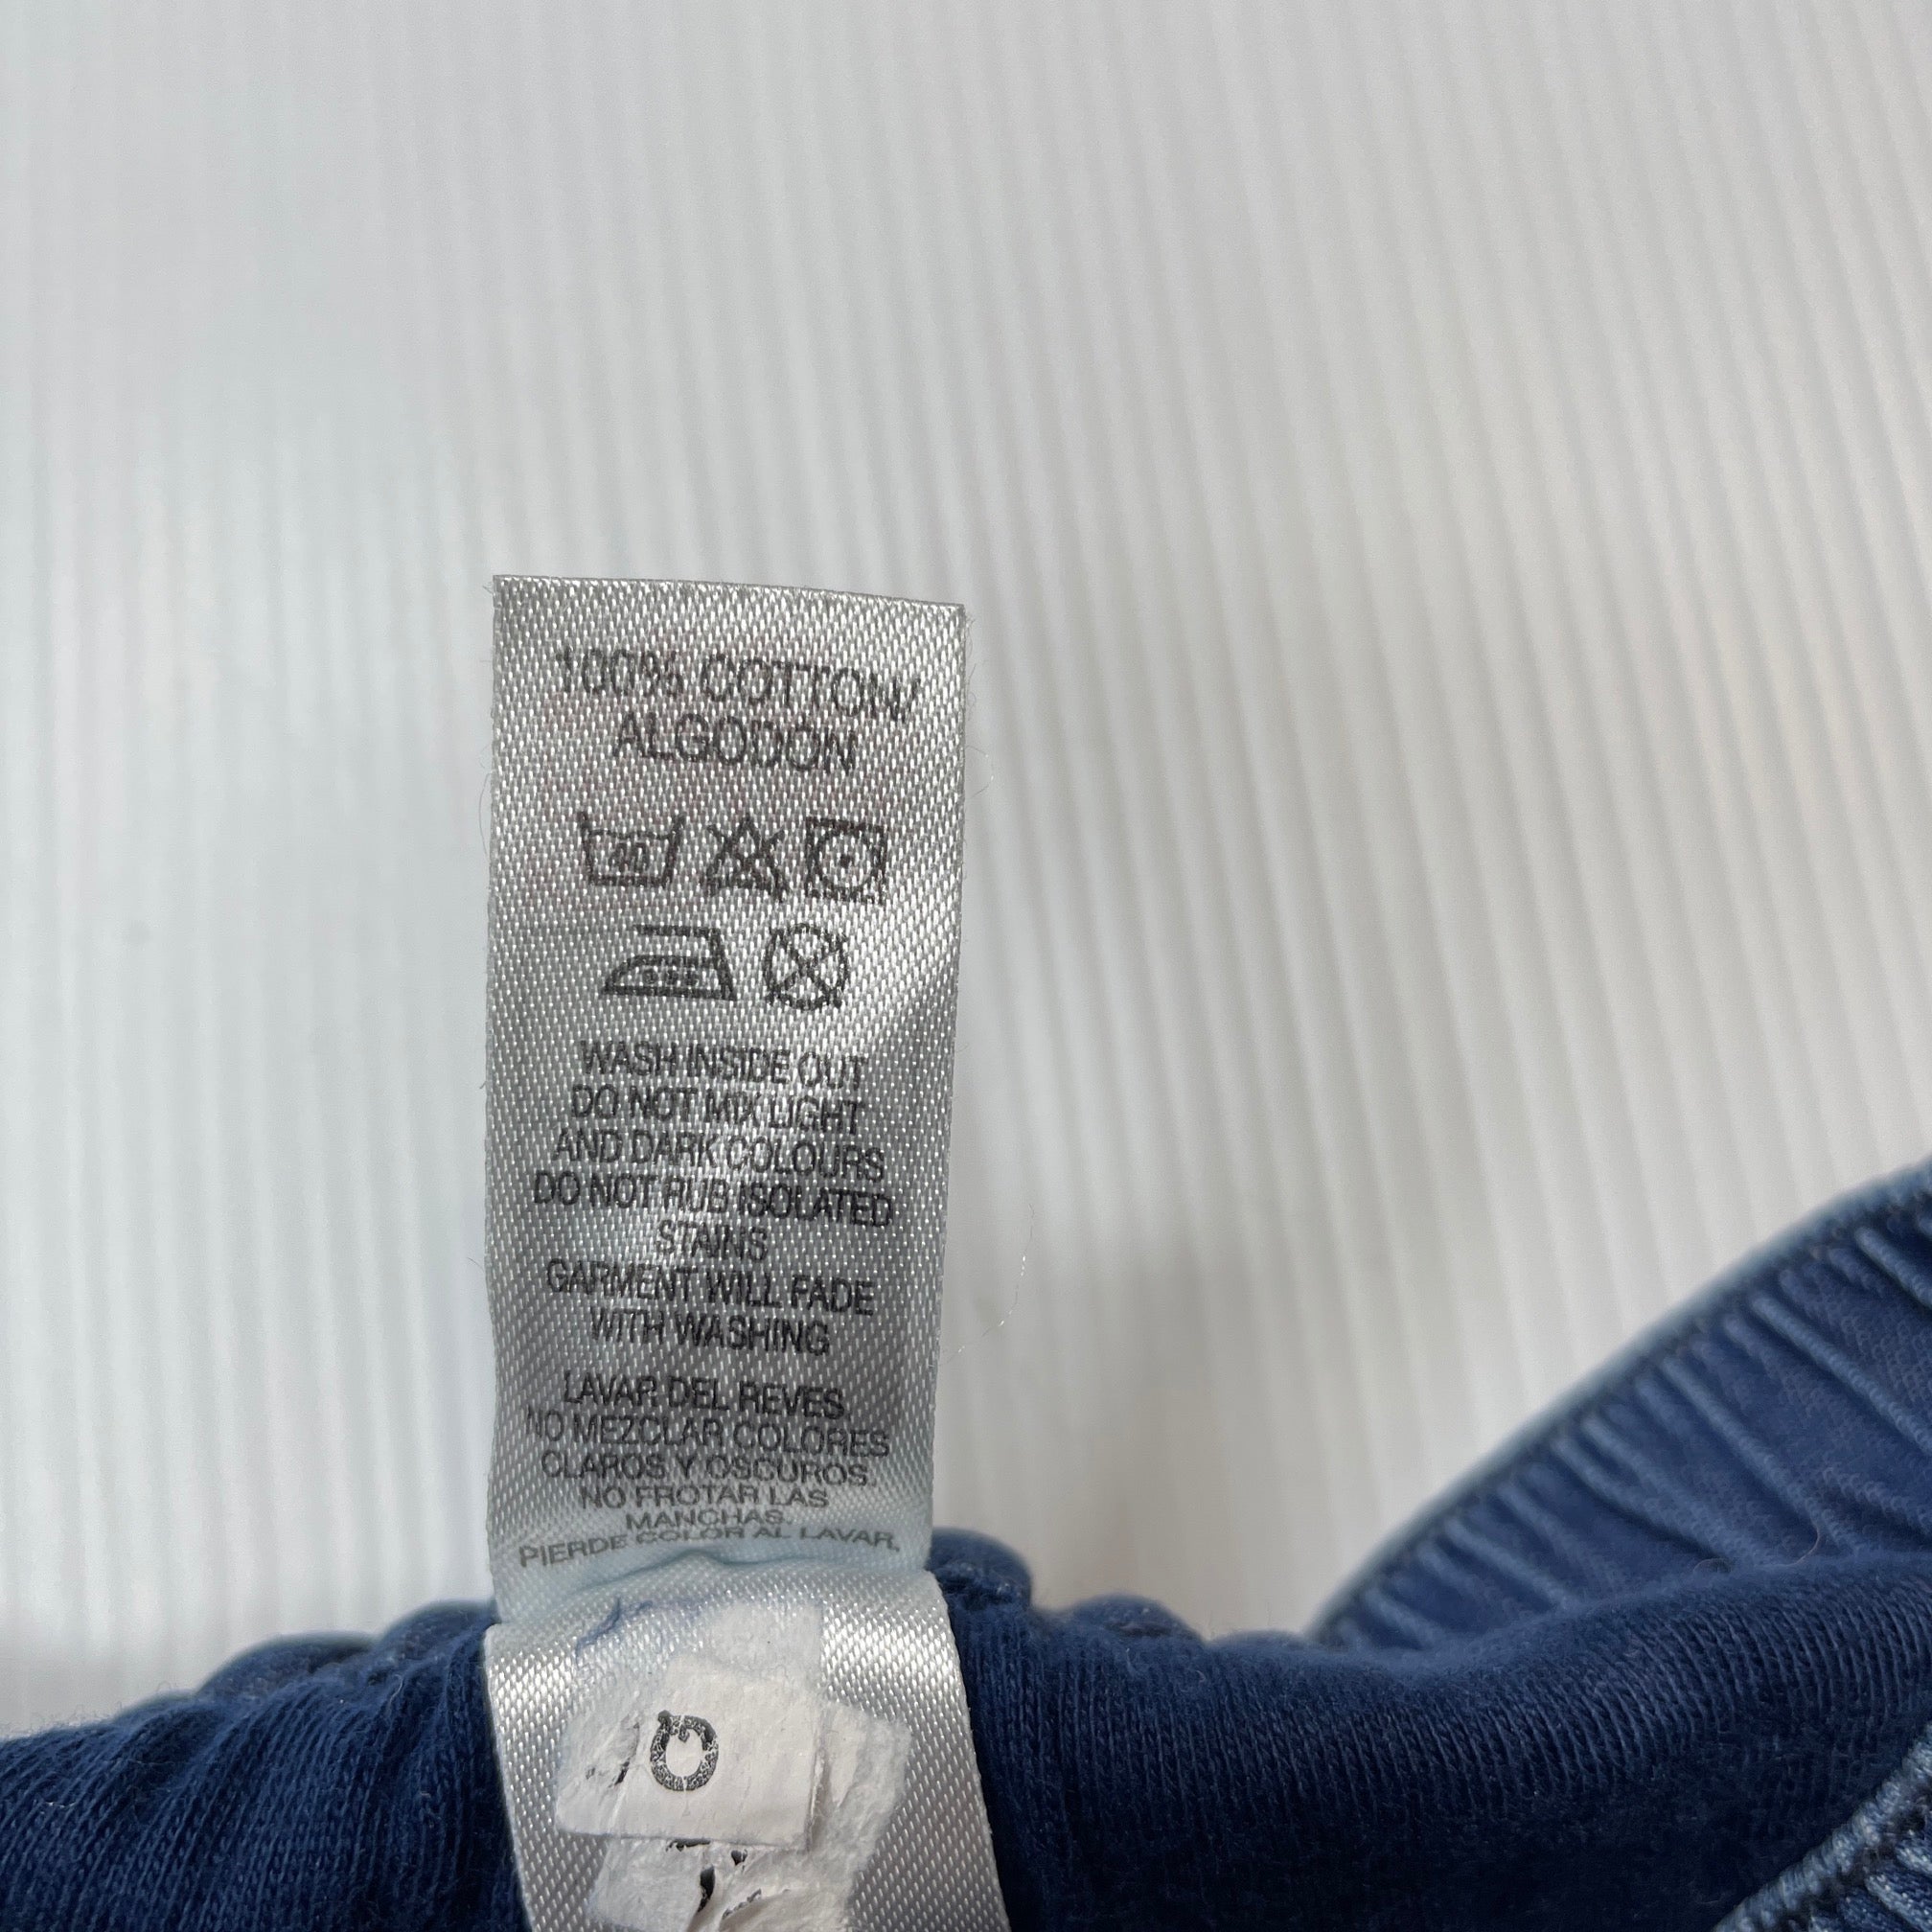 100% COTTON/
ALGODÓN
40
WASH INSIDE OUT
DO NOT MIX LIGHT
AND DARK COLOURS
DO NOT RUB ISOLATED
STAINS
GARMENT WILL FADE
WITH WASHING
LAVAR DEL REVES
NO MEZCLAR COLORES
CLAROS Y OSCUROS.
NO FROTAR LAS
MANCHAS.
PIERDE COLOR AL LAVAR.